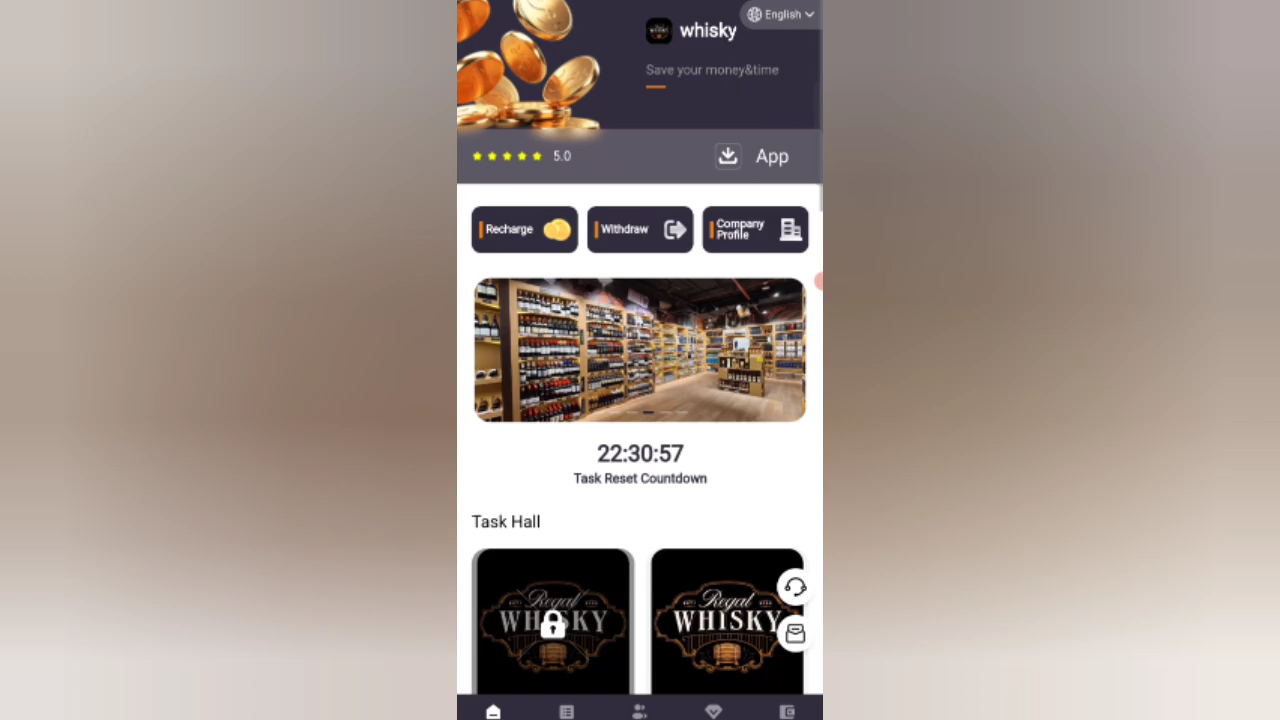 English
whisky
Save your money&time
5.0
App
Recharge
Withdraw
Company
Profile
22:30:57
Task Reset Countdown
Task Hall
Regal
WHISKY
Regal
WHISKY